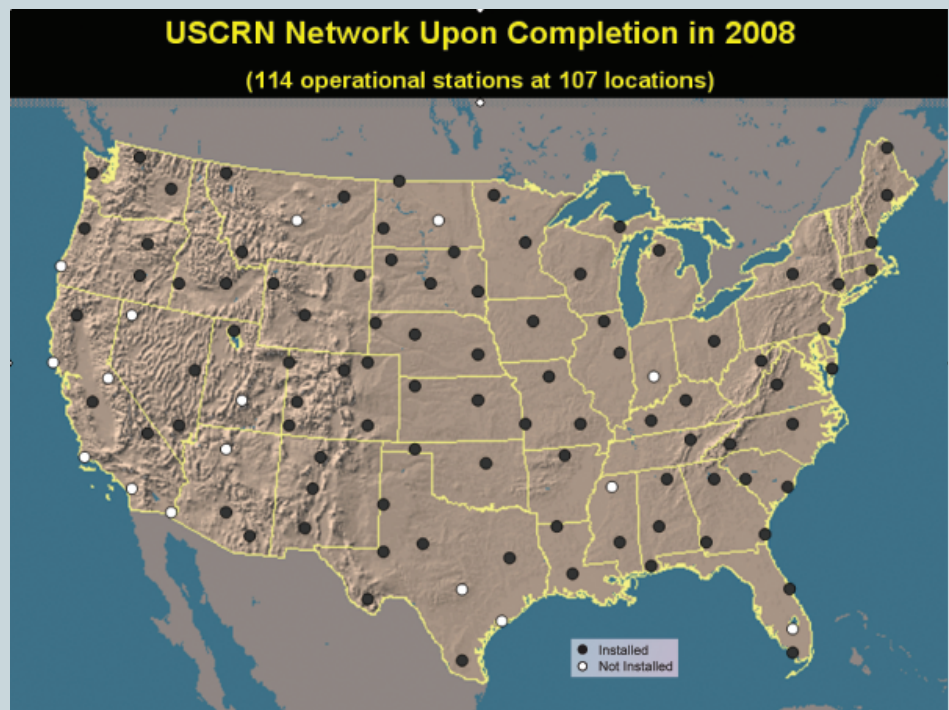 USCRN Network Upon Completion in 2008
(114 operational stations at 107 locations)
Installed
Not Installed